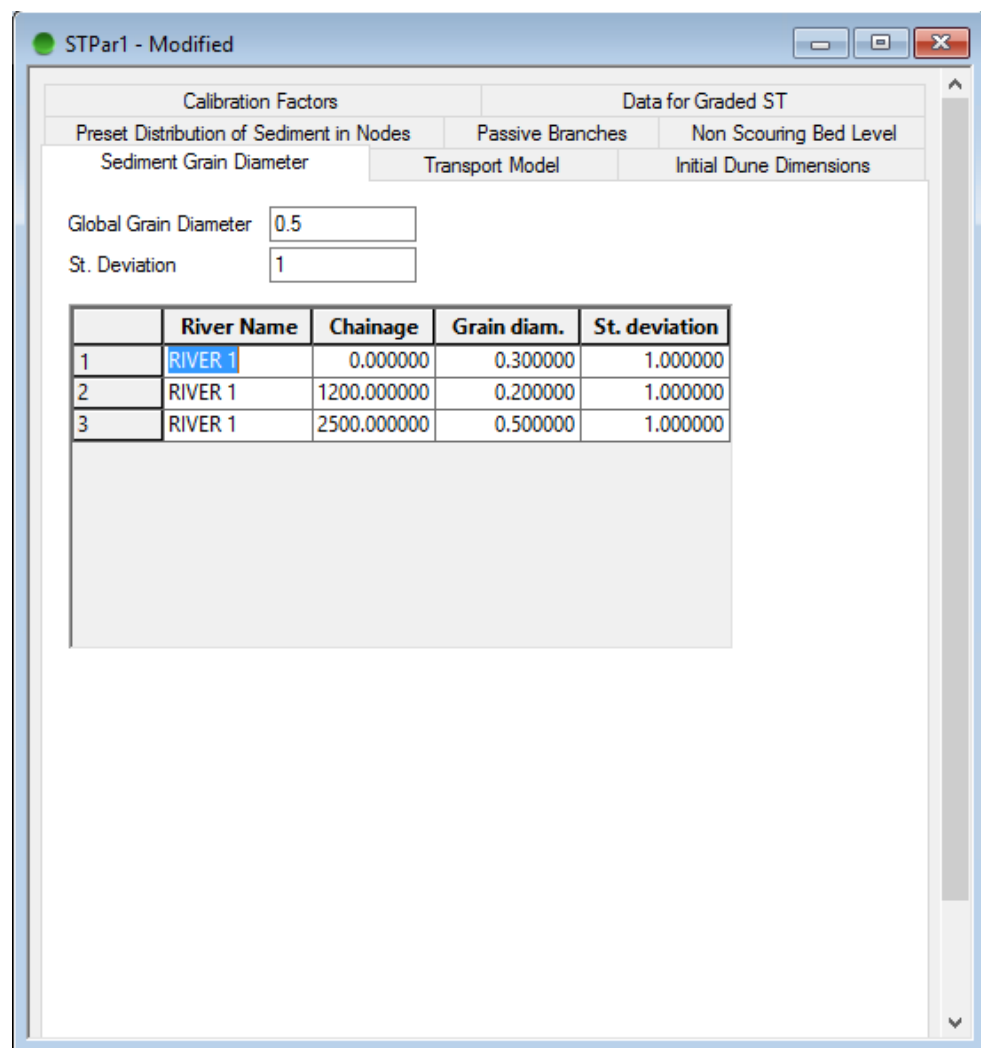 STPar1 - Modified
Calibration Factors Data for Graded ST
Preset Distribution of Sediment in Nodes Passive Branches Non Scouring Bed Level
Sediment Grain Diameter Transport Model Initial Dune Dimensions
Global Grain Diameter 0.5
St. Deviation 1
River Name Chainage Grain diam. St. deviation
1 RIVER 1 0.000000 0.300000 1.000000
2 RIVER 1 1200.000000 0.200000 1.000000
3 RIVER 1 2500.000000 0.500000 1.000000